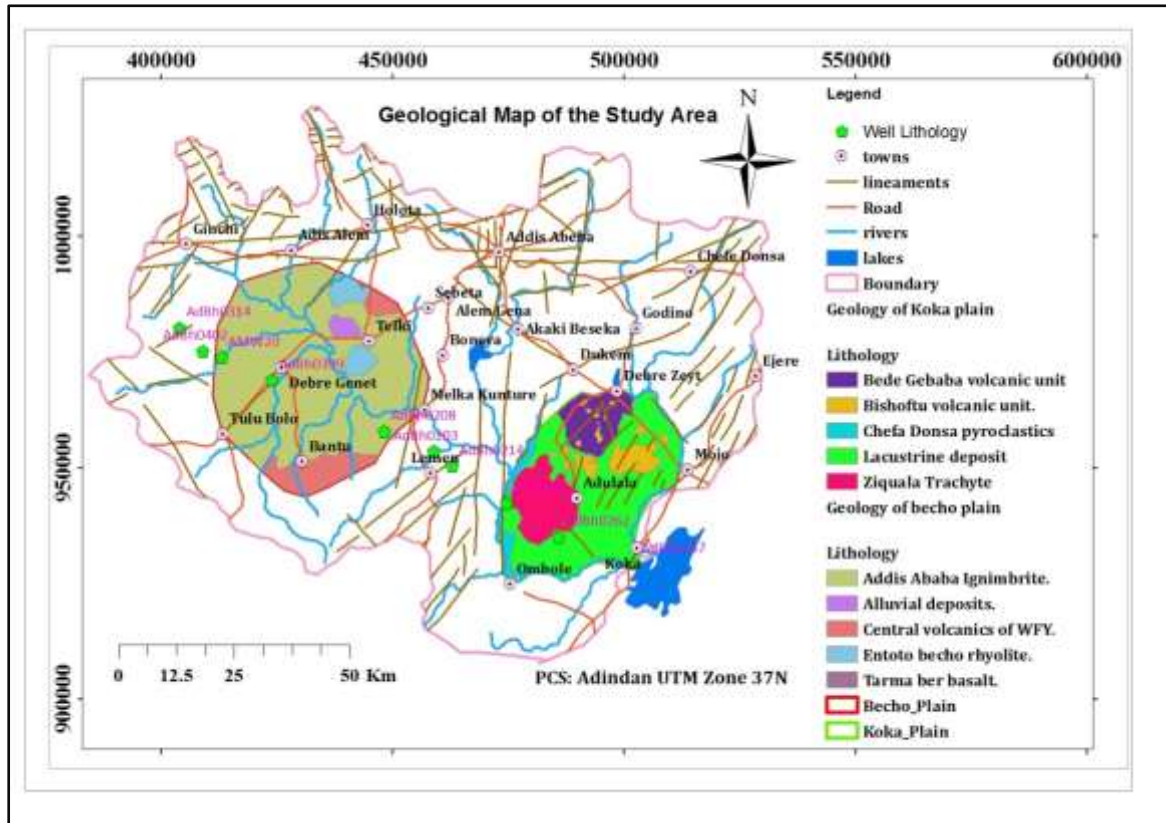 400000 450000 500000 550000 600000
Geological Map of the Study Area
N
1000000
950000
900000
Holota
Ginchi
Adis Alem
Addis Abeba
Chefe Donsa
Sebeta
AdBh0314
Alem Gena
Godino
Akaki Beseka
Tefki
Bonera
Dukem
Ejere
Debre Zeyt
Debre Genet
Melka Kunture
Tulu Bolo
Bantu
Lemen
Mojo
Adulala
Koka
Ombole
0 12.5 25 50 Km
PCS: Adindan UTM Zone 37N
Legend
Well Lithology
towns
lineaments
Road
rivers
lakes
Boundary
Geology of Koka plain
Lithology
Bede Gebaba volcanic unit
Bishoftu volcanic unit.
Chefa Donsa pyroclastics
Lacustrine deposit
Ziquala Trachyte
Geology of becho plain
Lithology
Addis Ababa Ignimbrite.
Alluvial deposits.
Central volcanics of WFY.
Entoto becho rhyolite.
Tarma ber basalt.
Becho_Plain
Koka_Plain